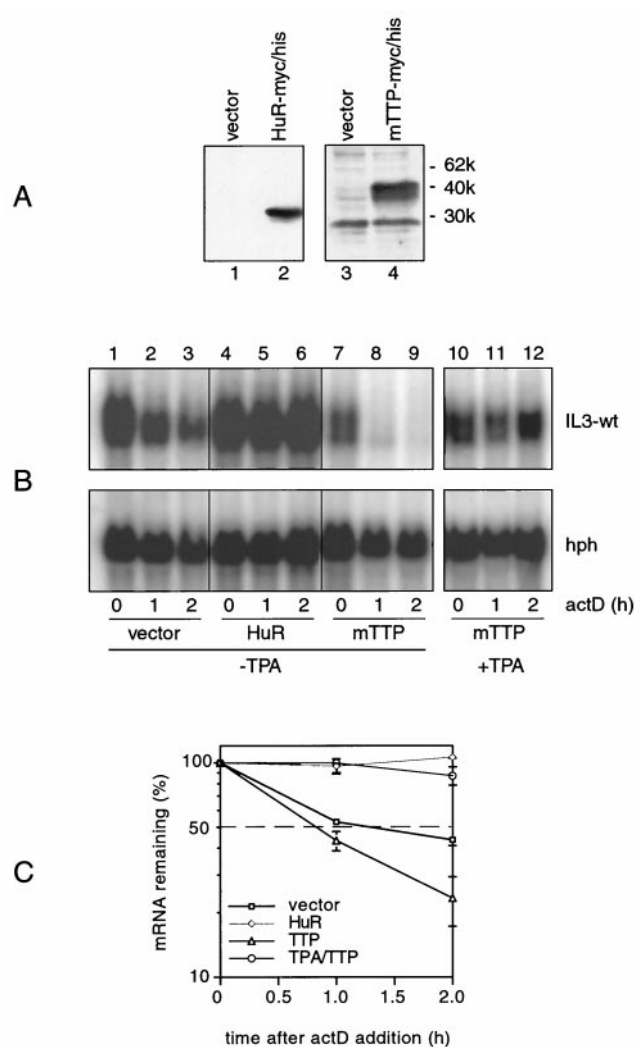 A
vector
HuR-myc/his
vector
mTTP-myc/his
- 62k
- 40k
- 30k
1 2 3 4
B
1 2 3 4 5 6 7 8 9 10 11 12
IL3-wt
hph
0 1 2 0 1 2 0 1 2 0 1 2 actD (h)
vector HuR mTTP mTTP
-TPA +TPA
C
mRNA remaining (%)
100
50
10
vector
HuR
TTP
TPA/TTP
0 0.5 1.0 1.5 2.0
time after actD addition (h)